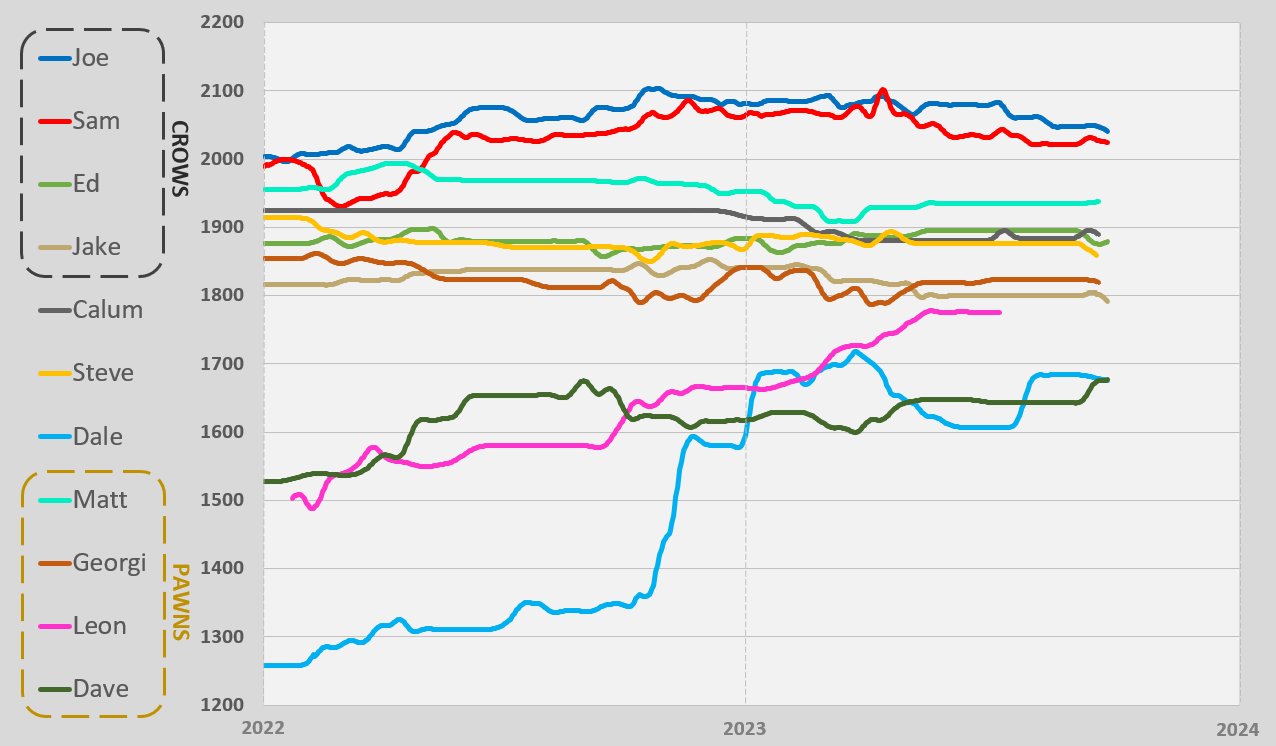 2200
2100
2000
1900
1800
1700
1600
1500
1400
1300
1200
2022
2023
2024
Joe
Sam
Ed
Jake
CROWS
Calum
Steve
Dale
Matt
Georgi
Leon
Dave
PAWNS